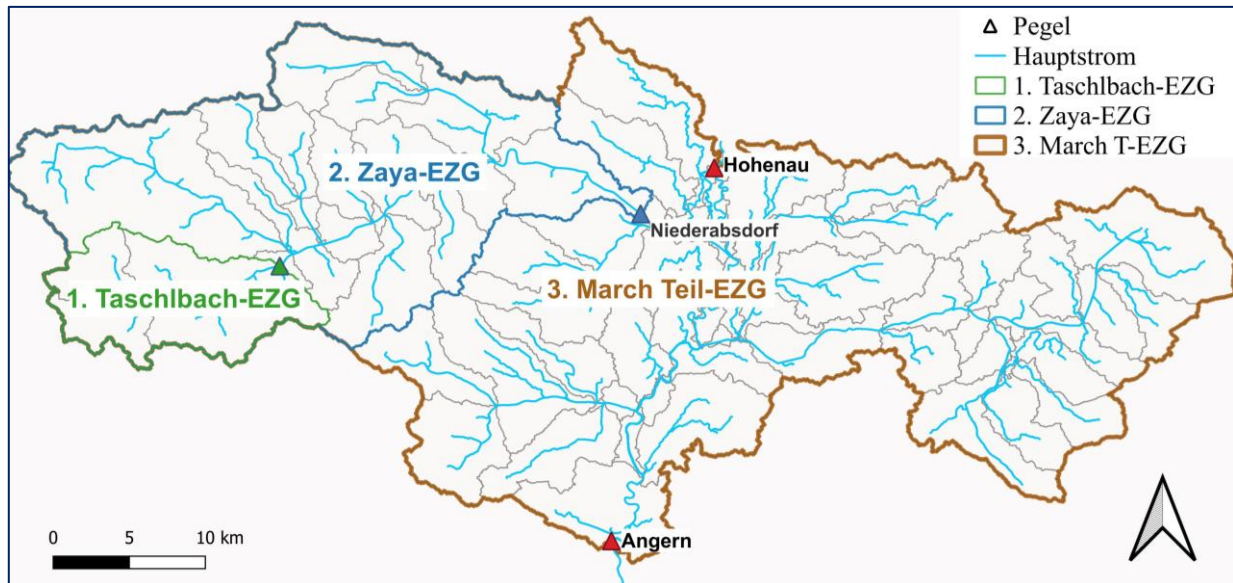 Pegel
Hauptstrom
1. Taschlbach-EZG
2. Zaya-EZG
3. March T-EZG
Hohenau
2. Zaya-EZG
Niederabsdorf
1. Taschlbach-EZG
3. March Teil-EZG
Angern
0 5 10 km